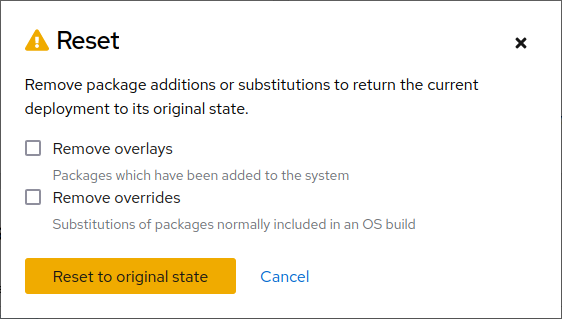 Reset
Remove package additions or substitutions to return the current
deployment to its original state.
Remove overlays
Packages which have been added to the system
Remove overrides
Substitutions of packages normally included in an OS build
Reset to original state
Cancel